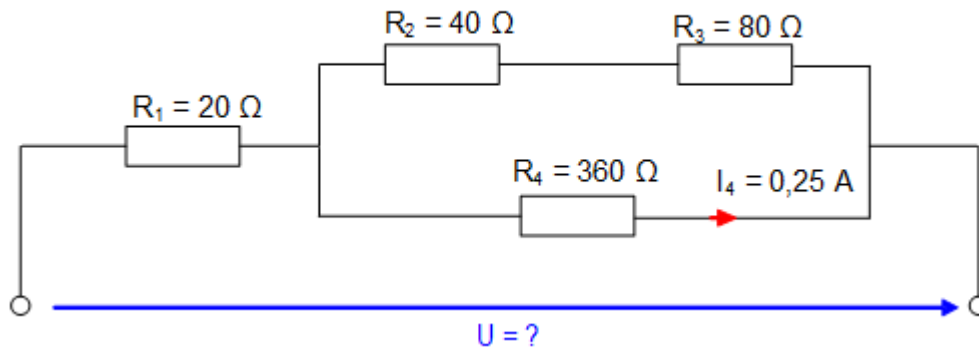 R₂ = 40 Ω
R₃ = 80 Ω
R₁ = 20 Ω
R₄ = 360 Ω
I₄ = 0,25 A
U = ?